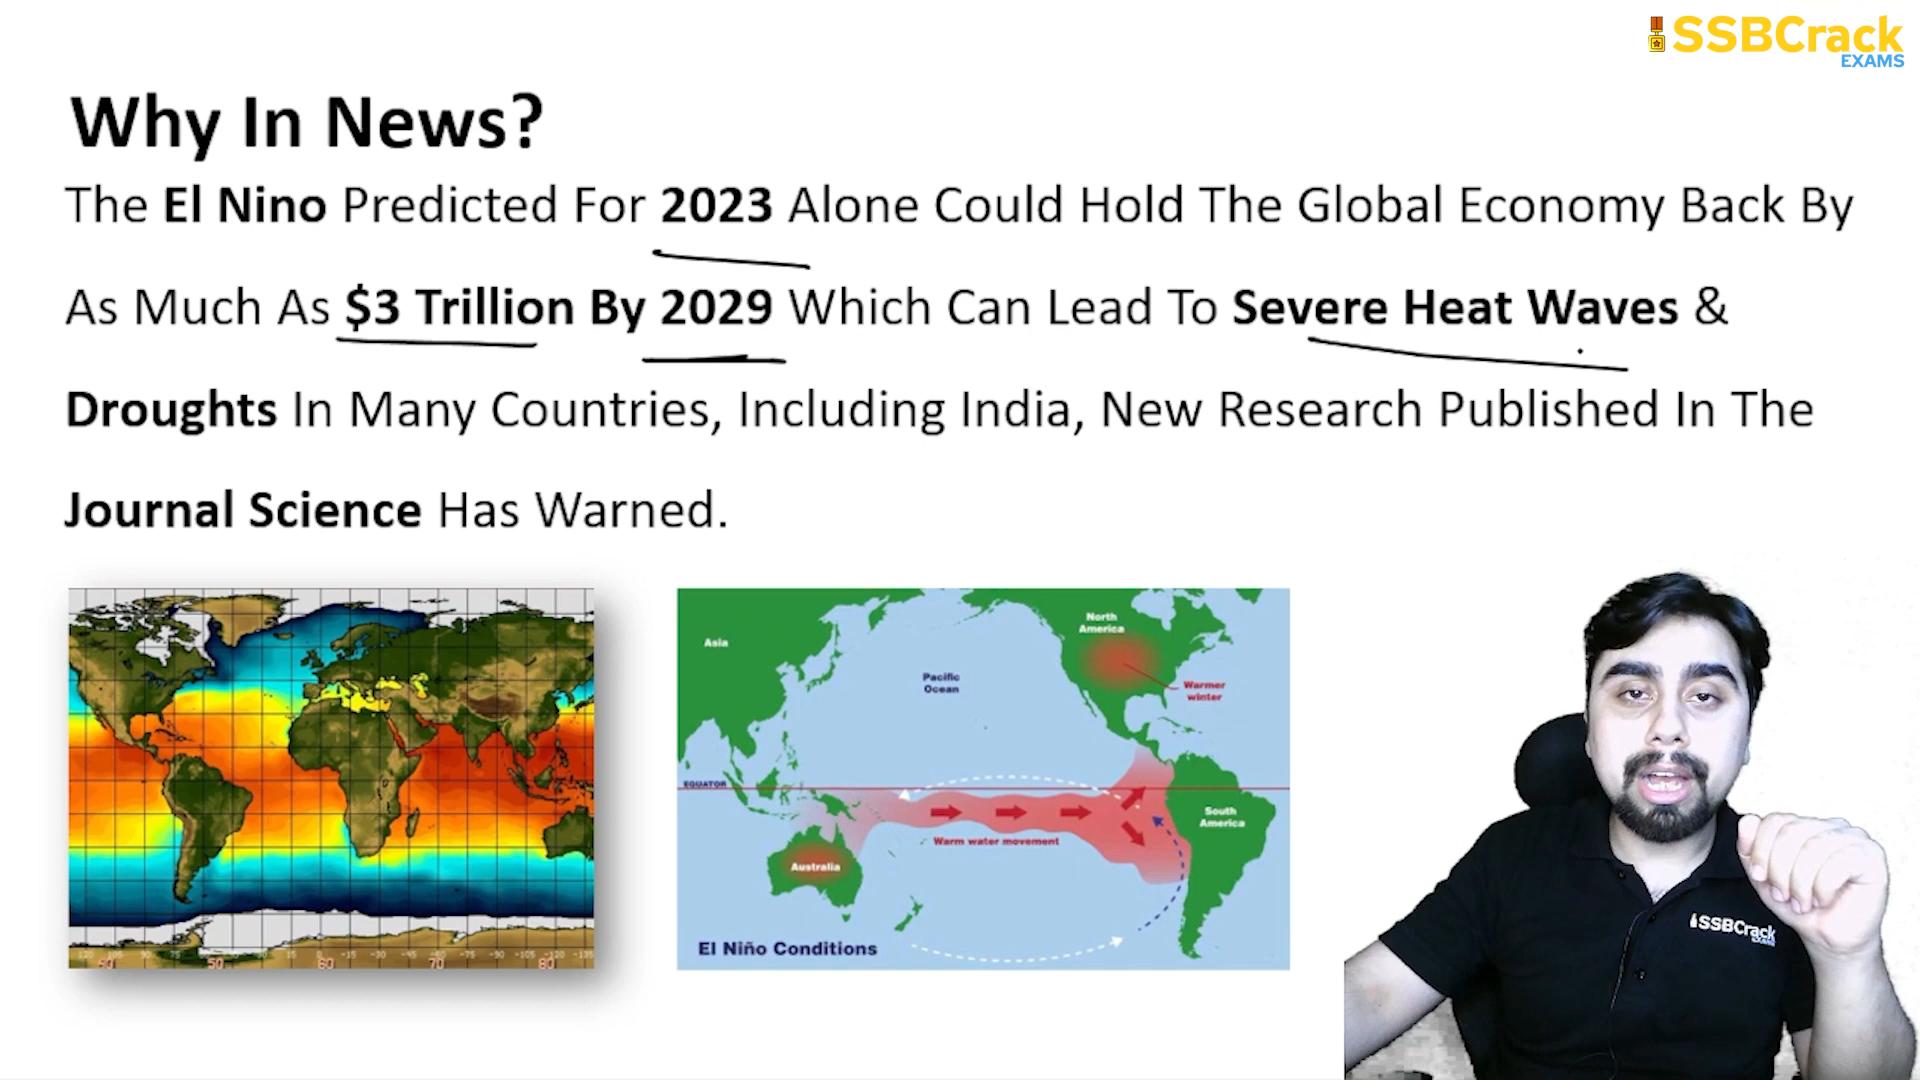 SSBCrack
EXAMS
Why In News?
The El Nino Predicted For 2023 Alone Could Hold The Global Economy Back By
As Much As $3 Trillion By 2029 Which Can Lead To Severe Heat Waves &
Droughts In Many Countries, Including India, New Research Published In The
Journal Science Has Warned.
Asia
North
America
Pacific
Ocean
Warmer
winter
EQUATOR
South
America
Warm water movement
Australia
El Niño Conditions
SSBCrack